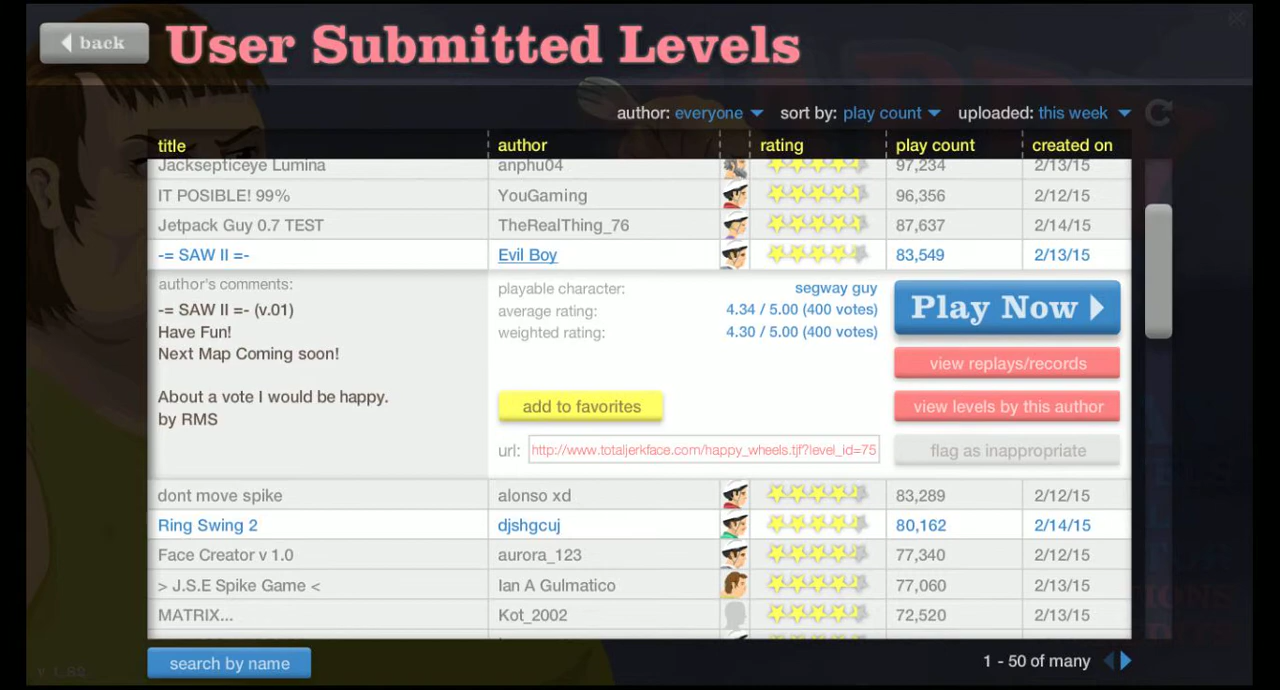 back
User Submitted Levels
author: everyone sort by: play count uploaded: this week
title author rating play count created on
Jacksepticeye Lumina anphu04 97,234 2/13/15
IT POSIBLE! 99% YouGaming 96,356 2/12/15
Jetpack Guy 0.7 TEST TheRealThing_76 87,637 2/14/15
-= SAW II =- Evil Boy 83,549 2/13/15
author's comments:
-= SAW II =- (v.01)
Have Fun!
Next Map Coming soon!
About a vote I would be happy.
by RMS
playable character: segway guy
average rating: 4.34 / 5.00 (400 votes)
weighted rating: 4.30 / 5.00 (400 votes)
add to favorites
url: http://www.totaljerkface.com/happy_wheels.tjf?level_id=75
Play Now
view replays/records
view levels by this author
flag as inappropriate
dont move spike alonso xd 83,289 2/12/15
Ring Swing 2 djshgcuj 80,162 2/14/15
Face Creator v 1.0 aurora_123 77,340 2/12/15
> J.S.E Spike Game < Ian A Gulmatico 77,060 2/13/15
MATRIX... Kot_2002 72,520 2/13/15
search by name
1 - 50 of many